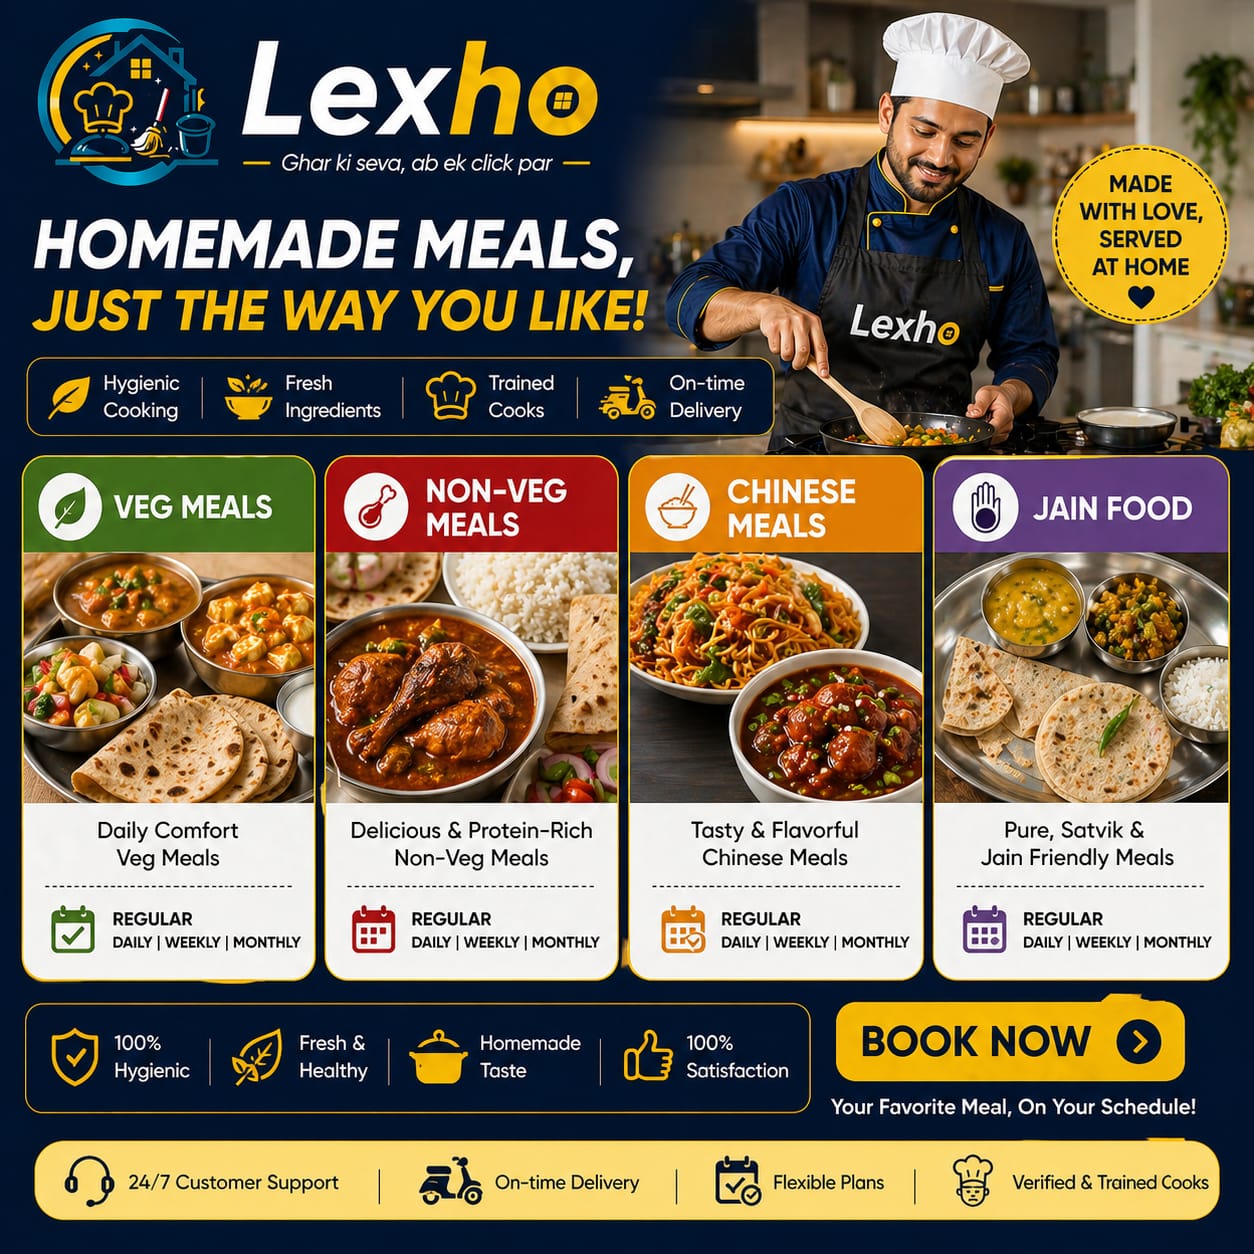 Lexho
Ghar ki seva, ab ek click par
HOMEMADE MEALS,
JUST THE WAY YOU LIKE!
MADE
WITH LOVE,
SERVED
AT HOME
Lexho
Hygienic
Cooking
Fresh
Ingredients
Trained
Cooks
On-time
Delivery
VEG MEALS
Daily Comfort
Veg Meals
REGULAR
DAILY | WEEKLY | MONTHLY
NON-VEG
MEALS
Delicious & Protein-Rich
Non-Veg Meals
REGULAR
DAILY | WEEKLY | MONTHLY
CHINESE
MEALS
Tasty & Flavorful
Chinese Meals
REGULAR
DAILY | WEEKLY | MONTHLY
JAIN FOOD
Pure, Satvik &
Jain Friendly Meals
REGULAR
DAILY | WEEKLY | MONTHLY
100%
Hygienic
Fresh &
Healthy
Homemade
Taste
100%
Satisfaction
BOOK NOW
Your Favorite Meal, On Your Schedule!
24/7 Customer Support
On-time Delivery
Flexible Plans
Verified & Trained Cooks